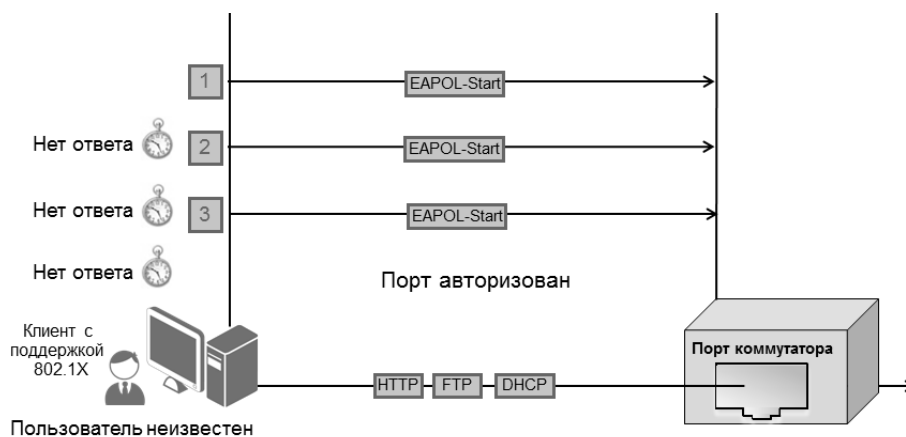 1
EAPOL-Start
Нет ответа
2
EAPOL-Start
Нет ответа
3
EAPOL-Start
Нет ответа
Порт авторизован
Клиент с
поддержкой
802.1X
Порт коммутатора
HTTP
FTP
DHCP
Пользователь неизвестен